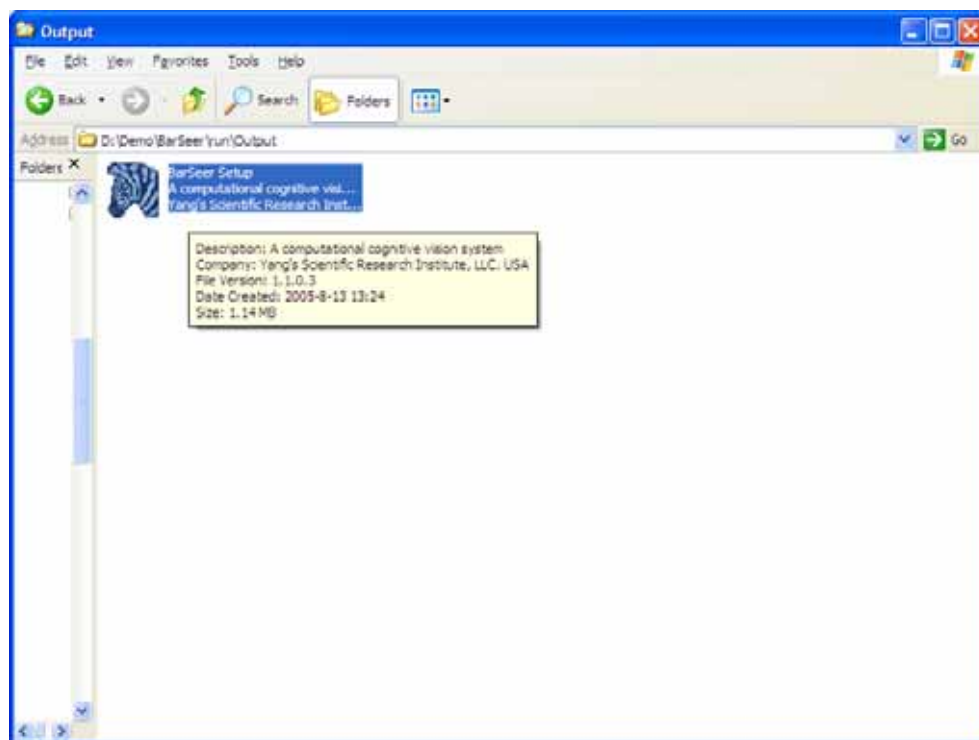 Output
File Edit View Favorites Tools Help
Back Search Folders
Address D:\Demo\BarSeer\run\Output Go
Folders X
BarSeer Setup
A computational cognitive visi...
Yang's Scientific Research Inst...
Description: A computational cognitive vision system
Company: Yang's Scientific Research Institute, LLC. USA
File Version: 1.1.0.3
Date Created: 2005-8-13 13:24
Size: 1.14 MB